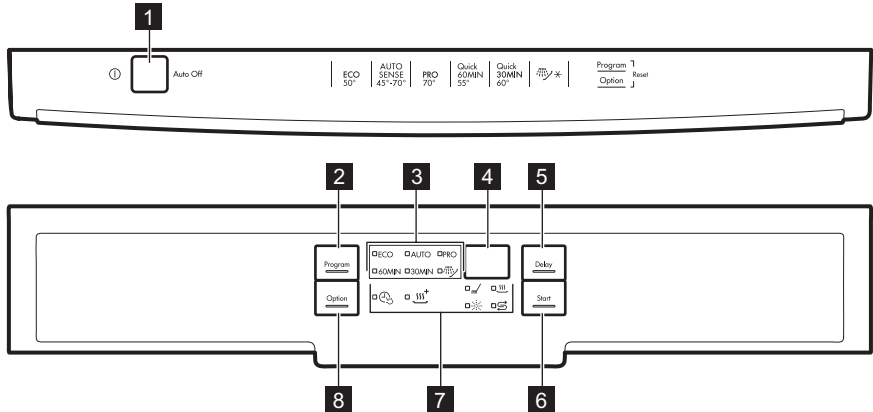 1
Auto Off
ECO 50°
AUTO SENSE 45°-70°
PRO 70°
Quick 60MIN 55°
Quick 30MIN 60°
Program
Option
Reset
2 3 4 5
Program
ECO AUTO PRO
60MIN 30MIN
Delay
Option
Start
8 7 6